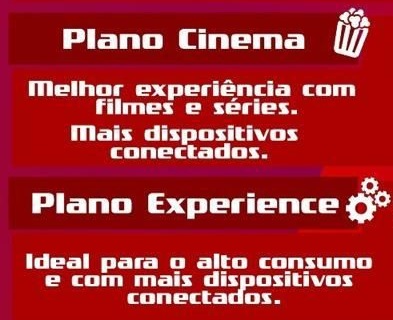 Plano Cinema
Melhor experiência com
filmes e séries.
Mais dispositivos
conectados.
Plano Experience
Ideal para o alto consumo
e com mais dispositivos
conectados.